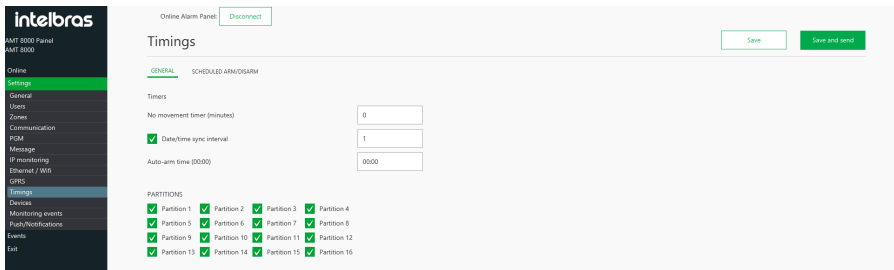 intelbras
AMT 8000 Painel
AMT 8000
Online
Settings
General
Users
Zones
Communication
PGM
Message
IP monitoring
Ethernet / Wifi
GPRS
Timings
Devices
Monitoring events
Push/Notifications
Events
Exit
Online Alarm Panel: Disconnect
Timings
Save Save and send
GENERAL SCHEDULED ARM/DISARM
Timers
No movement timer (minutes) 0
Date/time sync interval 1
Auto-arm time (00:00) 00:00
PARTITIONS
Partition 1 Partition 2 Partition 3 Partition 4
Partition 5 Partition 6 Partition 7 Partition 8
Partition 9 Partition 10 Partition 11 Partition 12
Partition 13 Partition 14 Partition 15 Partition 16